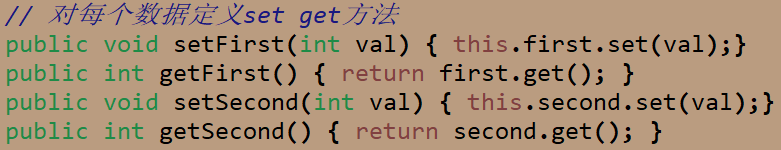 // 对每个数据定义set get方法
public void setFirst(int val) { this.first.set(val);}
public int getFirst() { return first.get(); }
public void setSecond(int val) { this.second.set(val);}
public int getSecond() { return second.get(); }